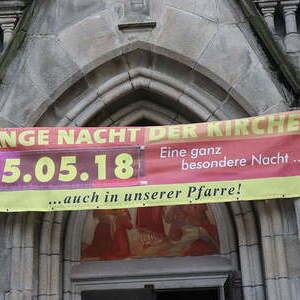 NGE NACHT DER KIRCHE
5.05.18
Eine ganz
besondere Nacht ...
...auch in unserer Pfarre!